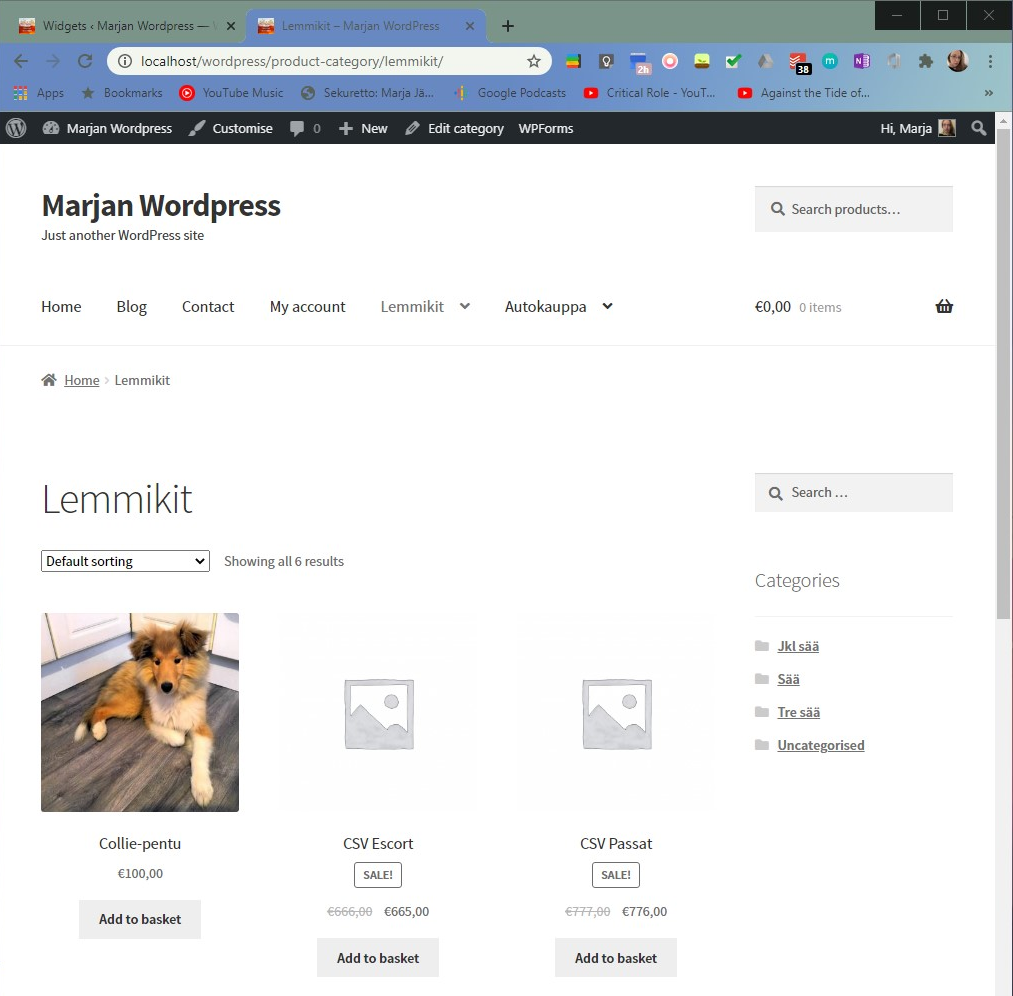 Widgets ‹ Marjan Wordpress —
Lemmikit – Marjan WordPress
localhost/wordpress/product-category/lemmikit/
2h
38
m
N
Apps
Bookmarks
YouTube Music
Sekuretto: Marja Jä...
Google Podcasts
Critical Role - YouT...
Against the Tide of...
»
Marjan Wordpress
Customise
0
New
Edit category
WPForms
Hi, Marja
Marjan Wordpress
Just another WordPress site
Search products…
Home
Blog
Contact
My account
Lemmikit
Autokauppa
€0,00 0 items
Home › Lemmikit
Lemmikit
Search …
Default sorting
Showing all 6 results
Categories
Jkl sää
Sää
Tre sää
Uncategorised
Collie-pentu
€100,00
Add to basket
CSV Escort
SALE!
€666,00 €665,00
Add to basket
CSV Passat
SALE!
€777,00 €776,00
Add to basket